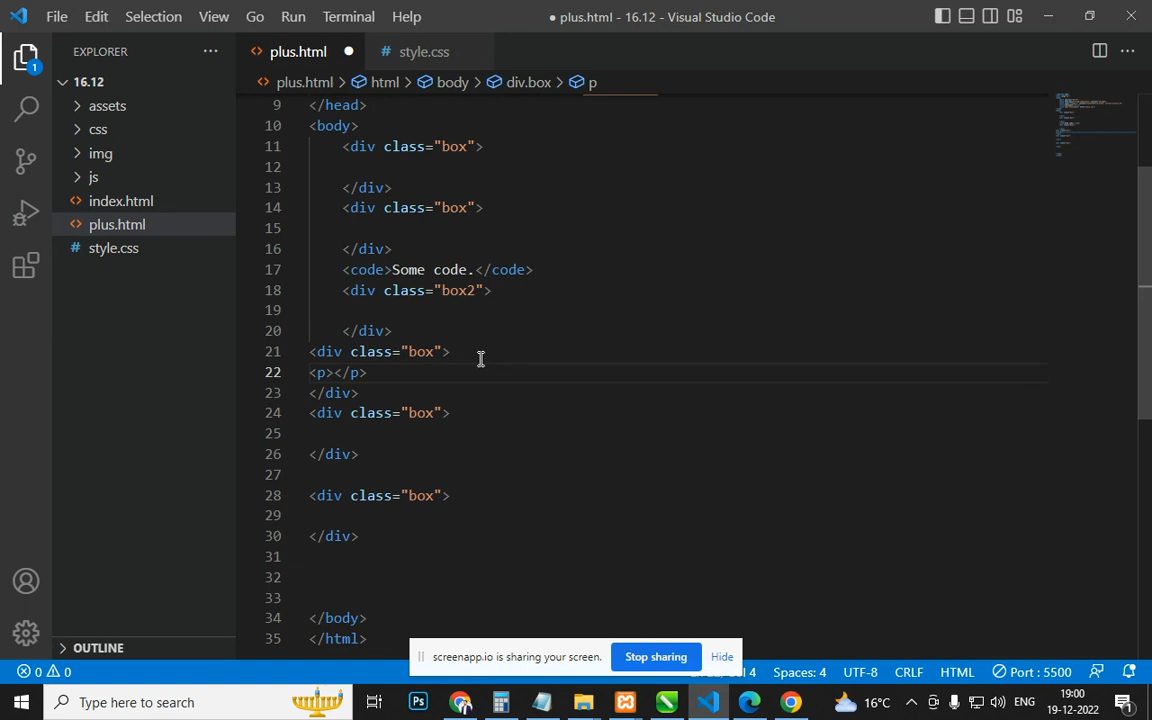 File Edit Selection View Go Run Terminal Help
● plus.html - 16.12 - Visual Studio Code
EXPLORER
plus.html
# style.css
1
16.12
plus.html > html > body > div.box > p
assets
css
img
js
index.html
plus.html
# style.css
9 </head>
10 <body>
11 <div class="box">
12
13 </div>
14 <div class="box">
15
16 </div>
17 <code>Some code.</code>
18 <div class="box2">
19
20 </div>
21 <div class="box">
22 <p></p>
23 </div>
24 <div class="box">
25
26 </div>
27
28 <div class="box">
29
30 </div>
31
32
33
34 </body>
35 </html>
OUTLINE
screenapp.io is sharing your screen. Stop sharing Hide
0 0
4 Spaces: 4 UTF-8 CRLF HTML Port : 5500
Type here to search
Ps
16°C
ENG
19:00
19-12-2022
1